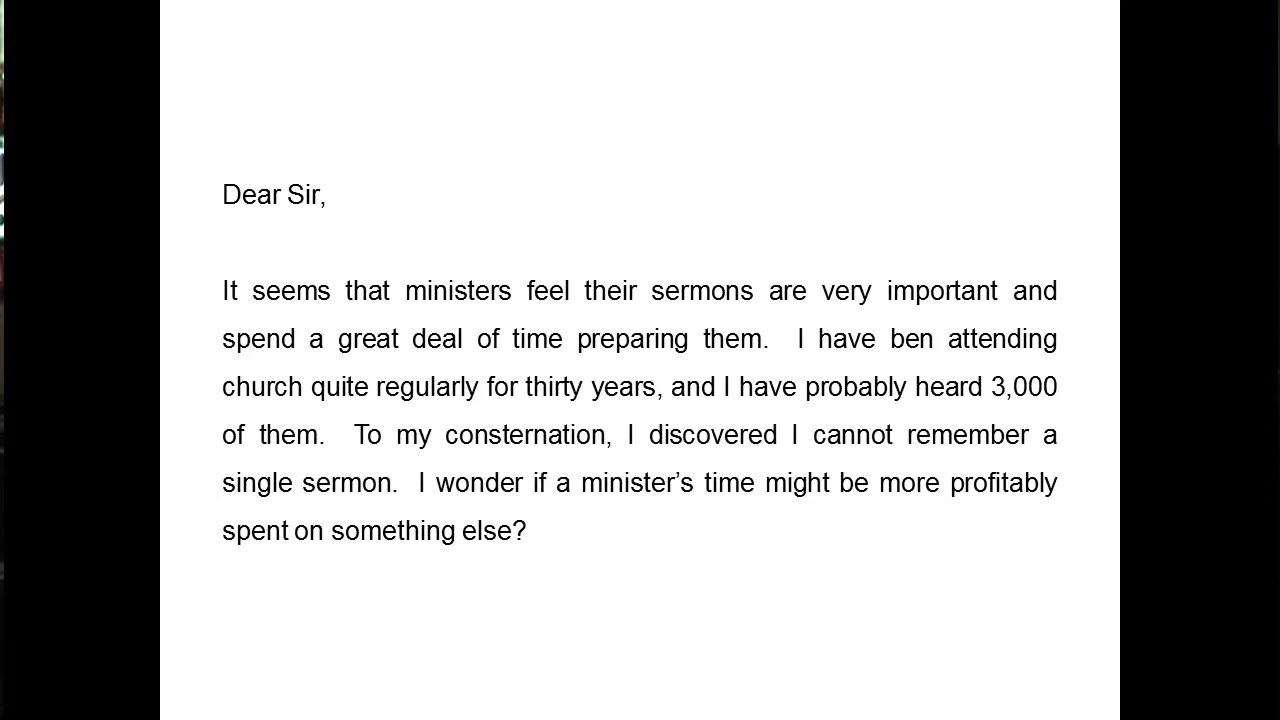 Dear Sir,
It seems that ministers feel their sermons are very important and
spend a great deal of time preparing them. I have ben attending
church quite regularly for thirty years, and I have probably heard 3,000
of them. To my consternation, I discovered I cannot remember a
single sermon. I wonder if a minister’s time might be more profitably
spent on something else?